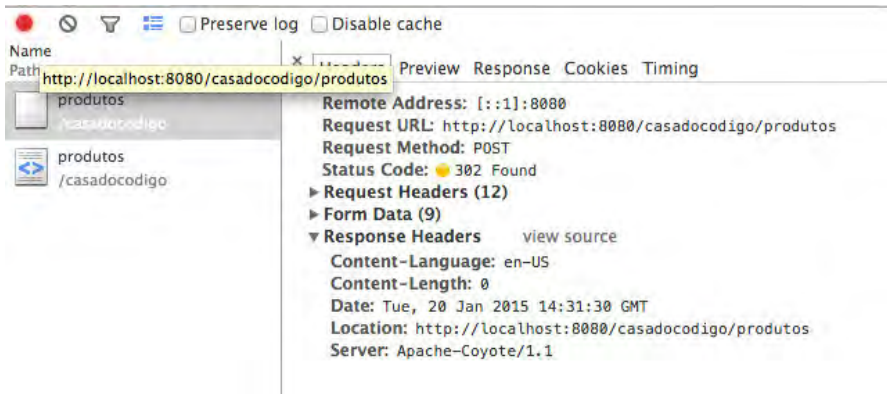 Preserve log Disable cache
Name
Path
http://localhost:8080/casadocodigo/produtos
× Headers Preview Response Cookies Timing
produtos
/casadocodigo
produtos
/casadocodigo
Remote Address: [::1]:8080
Request URL: http://localhost:8080/casadocodigo/produtos
Request Method: POST
Status Code: 302 Found
Request Headers (12)
Form Data (9)
Response Headers view source
Content-Language: en-US
Content-Length: 0
Date: Tue, 20 Jan 2015 14:31:30 GMT
Location: http://localhost:8080/casadocodigo/produtos
Server: Apache-Coyote/1.1